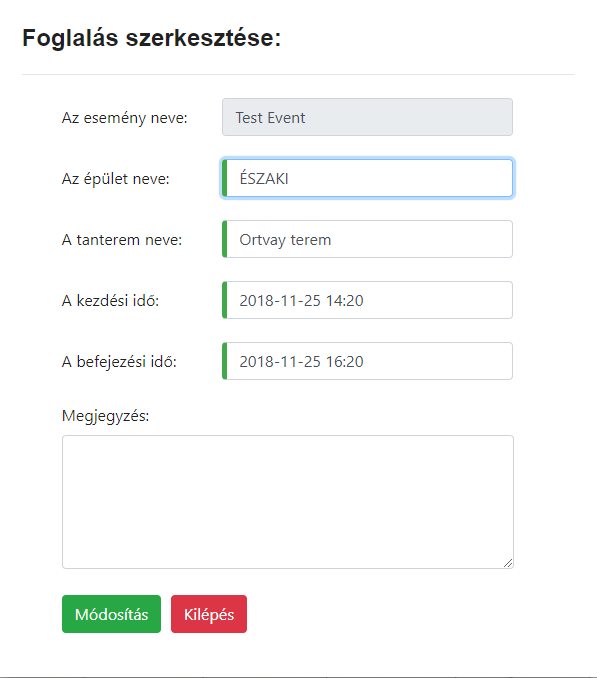 Foglalás szerkesztése:
Az esemény neve: Test Event
Az épület neve: ÉSZAKI
A tanterem neve: Ortvay terem
A kezdési idő: 2018-11-25 14:20
A befejezési idő: 2018-11-25 16:20
Megjegyzés:
Módosítás Kilépés